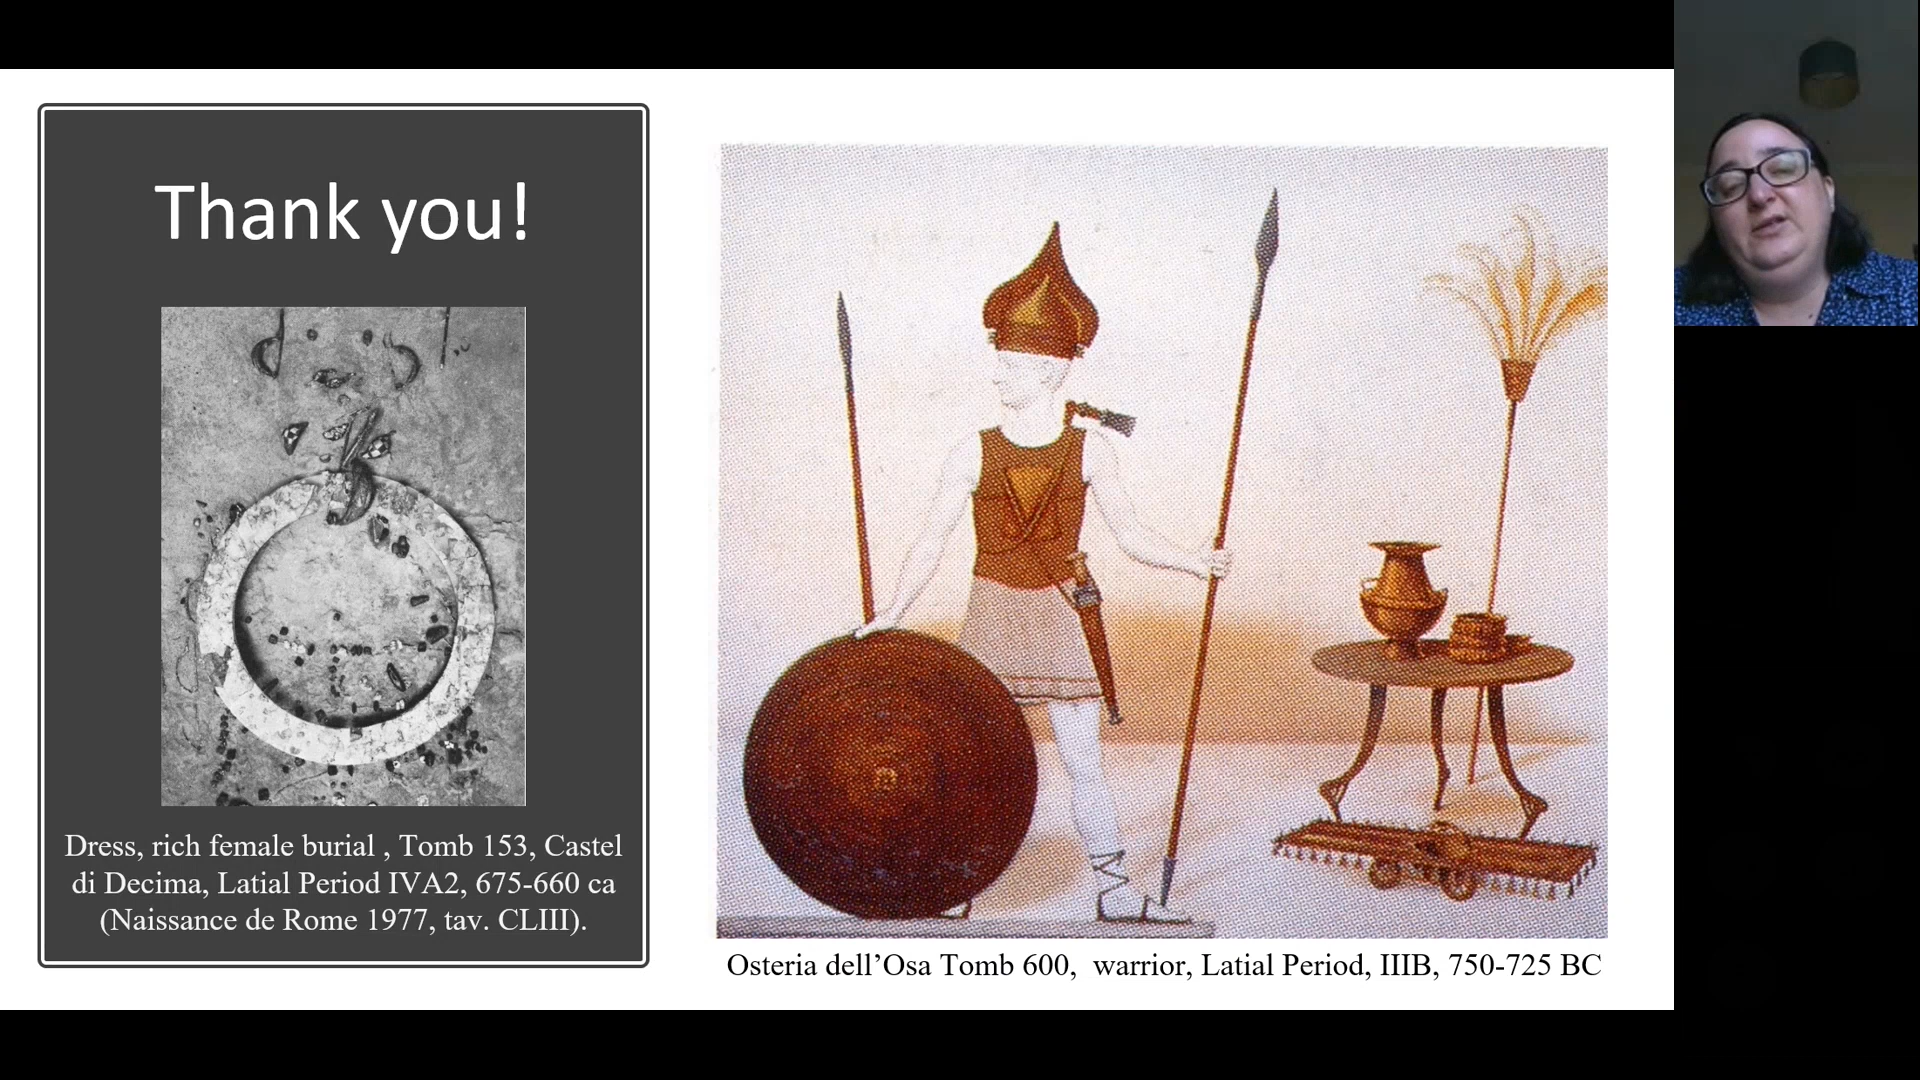 Thank you!
Dress, rich female burial , Tomb 153, Castel
di Decima, Latial Period IVA2, 675-660 ca
(Naissance de Rome 1977, tav. CLIII).
Osteria dell’Osa Tomb 600,  warrior, Latial Period, IIIB, 750-725 BC